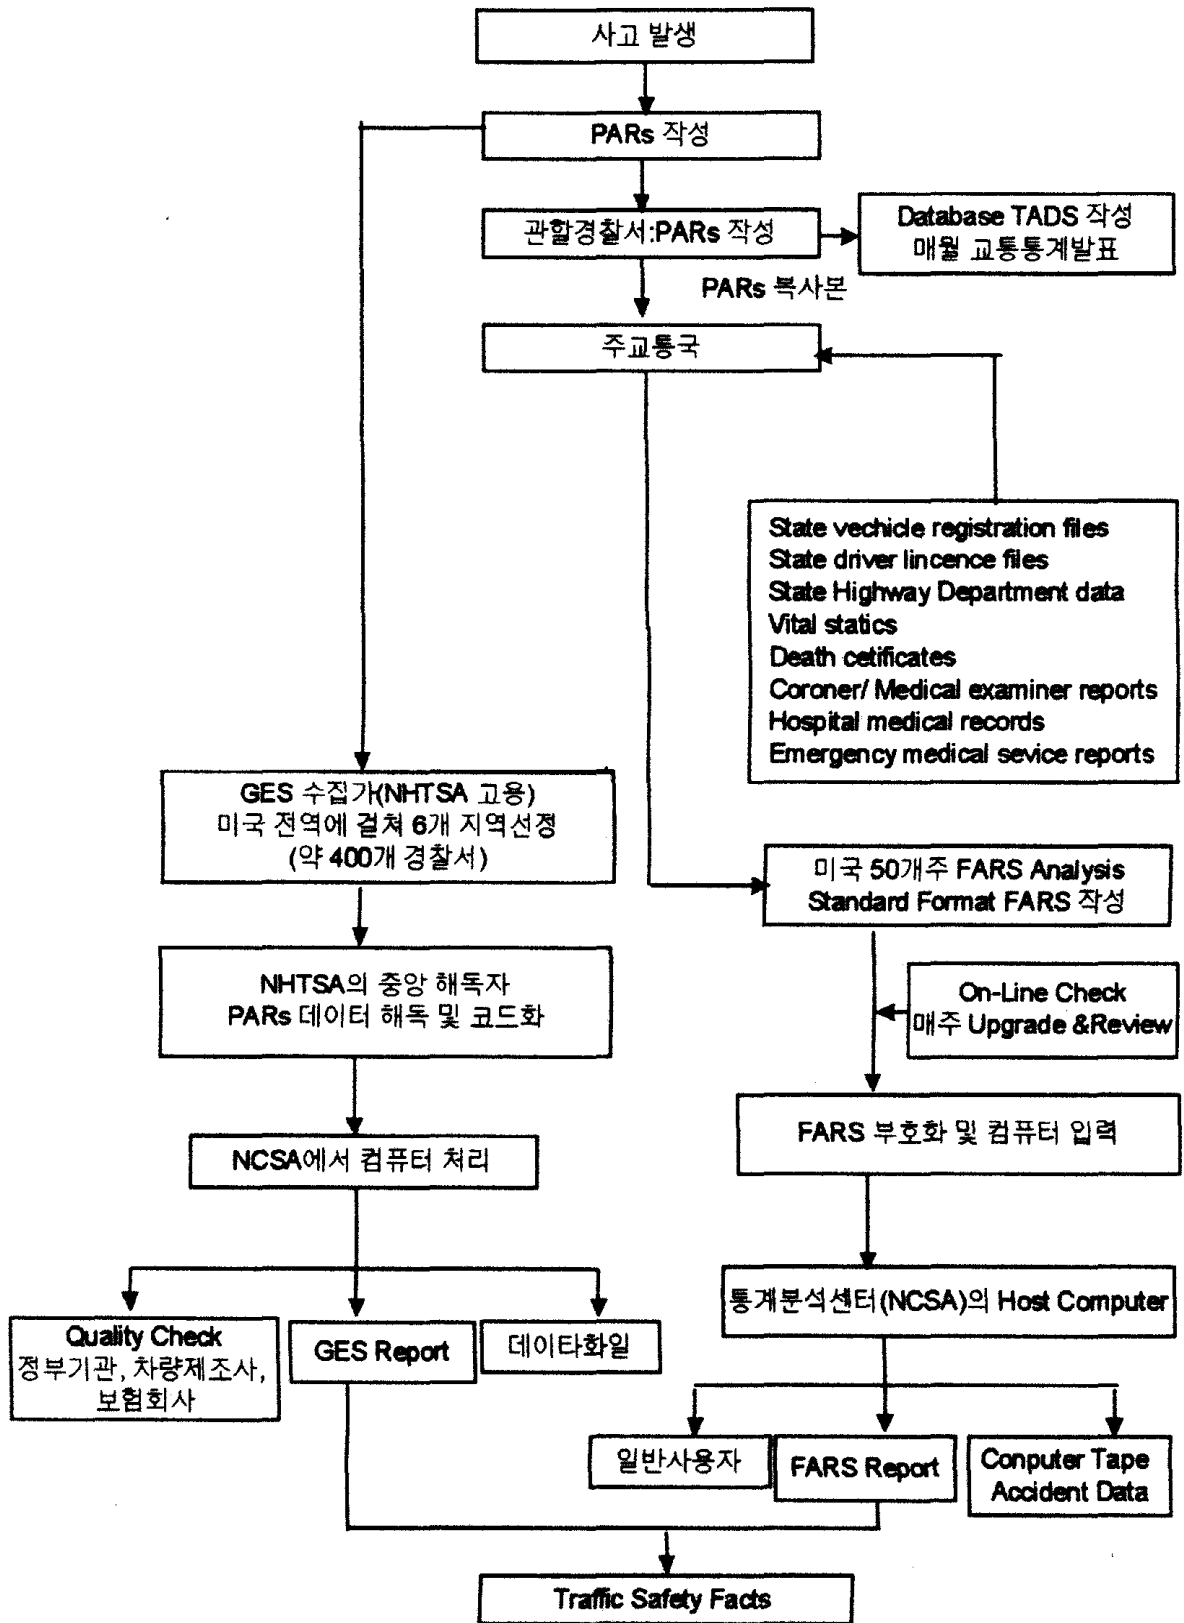 사고 발생
PARs 작성
관할경찰서:PARs 작성
Database TADS 작성
매월 교통통계발표
PARs 복사본
주교통국
State vechicle registration files
State driver lincence files
State Highway Department data
Vital statics
Death cetificates
Coroner/ Medical examiner reports
Hospital medical records
Emergency medical sevice reports
GES 수집가(NHTSA 고용)
미국 전역에 걸쳐 6개 지역선정
(약 400개 경찰서)
미국 50개주 FARS Analysis
Standard Format FARS 작성
NHTSA의 중앙 해독자
PARs 데이터 해독 및 코드화
On-Line Check
매주 Upgrade &Review
FARS 부호화 및 컴퓨터 입력
NCSA에서 컴퓨터 처리
통계분석센터(NCSA)의 Host Computer
Quality Check
정부기관, 차량제조사,
보험회사
GES Report
데이타화일
일반사용자
FARS Report
Conputer Tape
Accident Data
Traffic Safety Facts